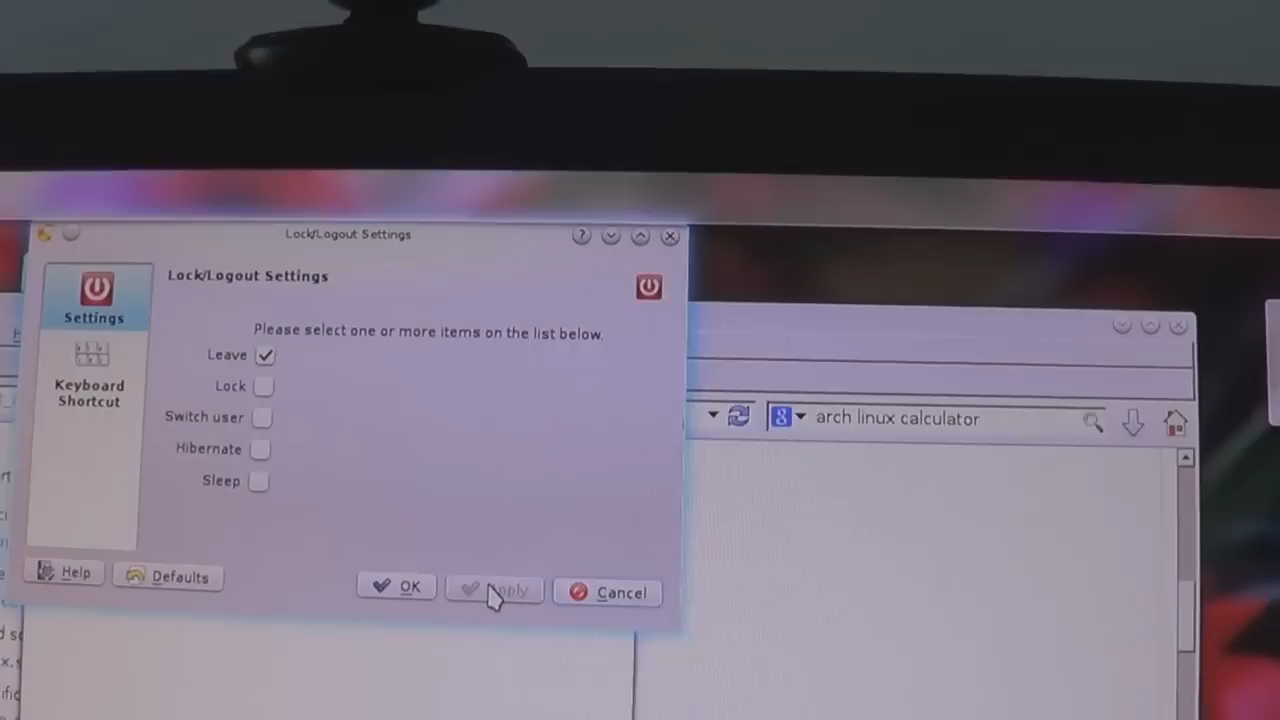 Lock/Logout Settings
Lock/Logout Settings
Settings
Keyboard
Shortcut
Please select one or more items on the list below.
Leave
Lock
Switch user
Hibernate
Sleep
Help
Defaults
OK
Apply
Cancel
arch linux calculator